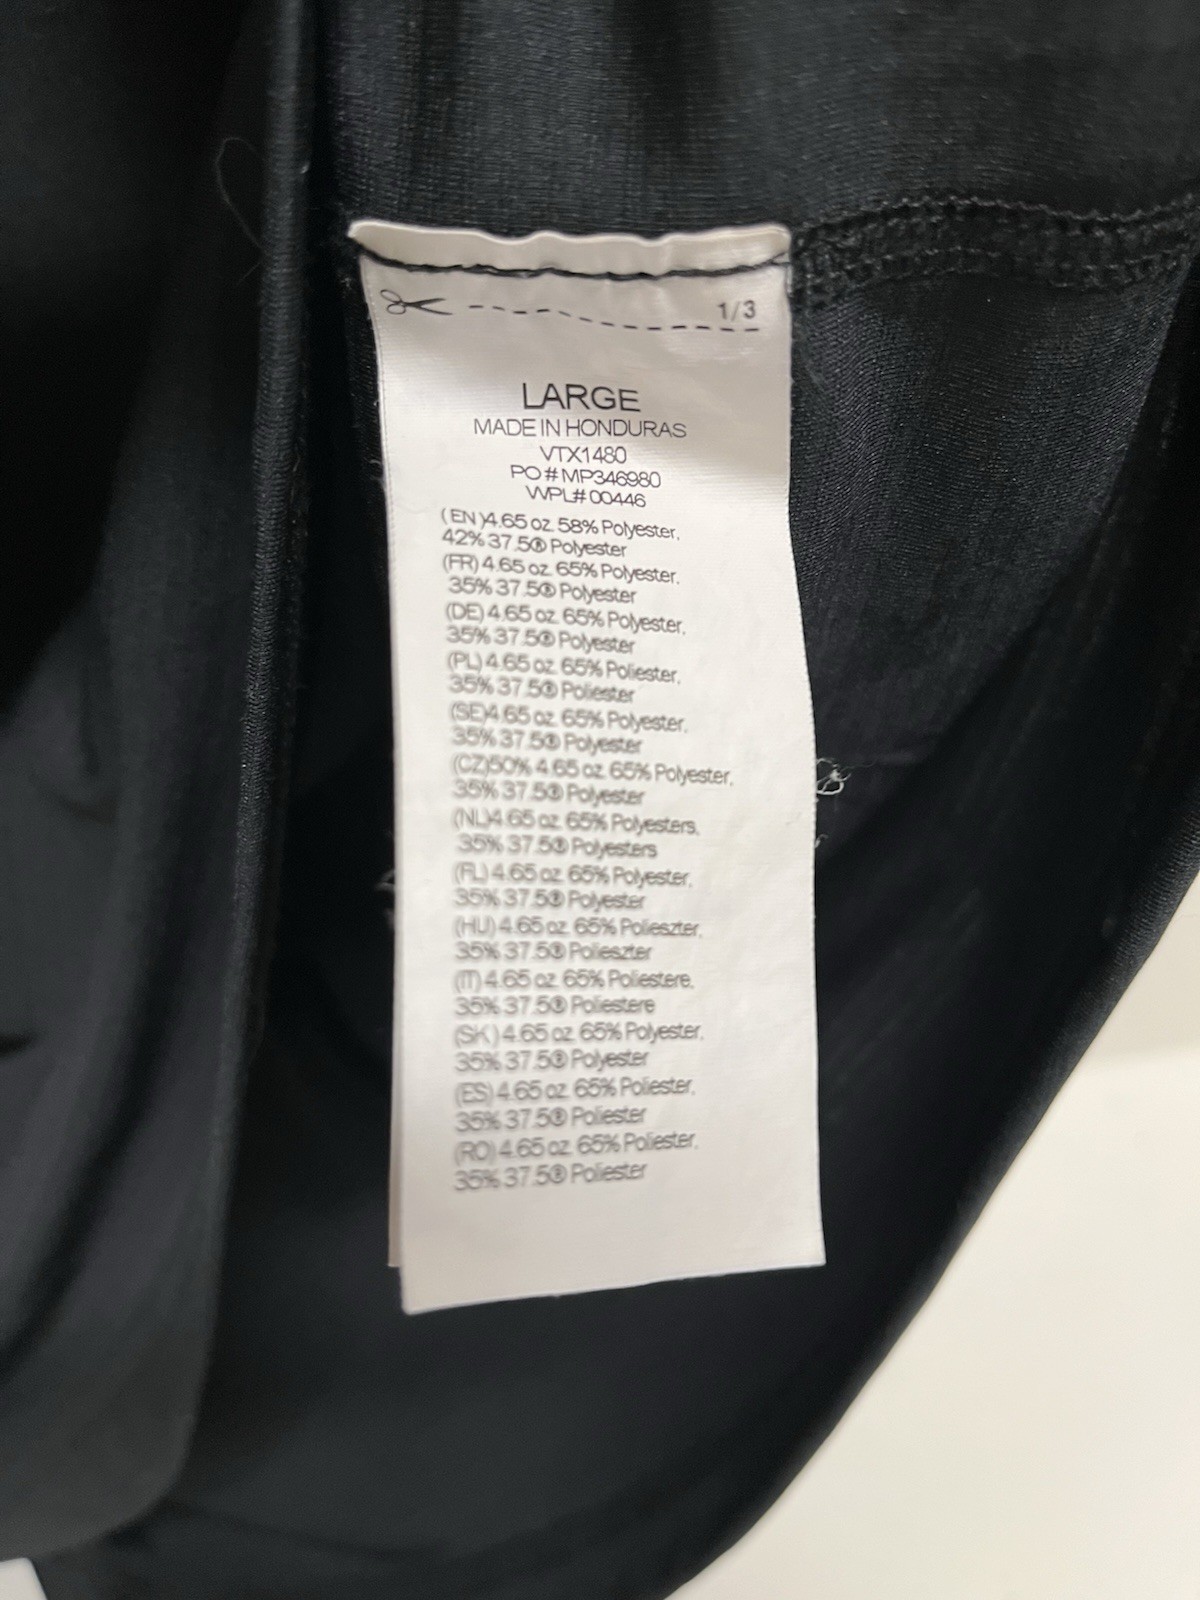 1/3
LARGE
MADE IN HONDURAS
VTX1480
PO#MP346980
WPL#00446
(EN)4.65 oz. 58% Polyester,
42% 37.5® Polyester
(FR) 4.65 oz. 65% Polyester,
35% 37.5® Polyester
(DE) 4.65 oz. 65% Polyester,
35% 37.5® Polyester
(PL) 4.65 oz. 65% Poliester,
35% 37.5® Poliester
(SE)4.65 oz. 65% Polyester,
35% 37.5® Polyester
(CZ)50% 4.65 oz. 65% Polyester,
35% 37.5® Polyester
(NL)4.65 oz. 65% Polyesters,
35% 37.5® Polyesters
(FL) 4.65 oz. 65% Polyester,
35% 37.5® Polyester
(HU) 4.65 oz. 65% Polieszter,
35% 37.5® Polieszter
(IT) 4.65 oz. 65% Poliestere,
35% 37.5® Poliestere
(SK) 4.65 oz. 65% Polyester,
35% 37.5® Polyester
(ES) 4.65 oz. 65% Poliester,
35% 37.5® Poliester
(RO) 4.65 oz. 65% Poliester,
35% 37.5® Poliester